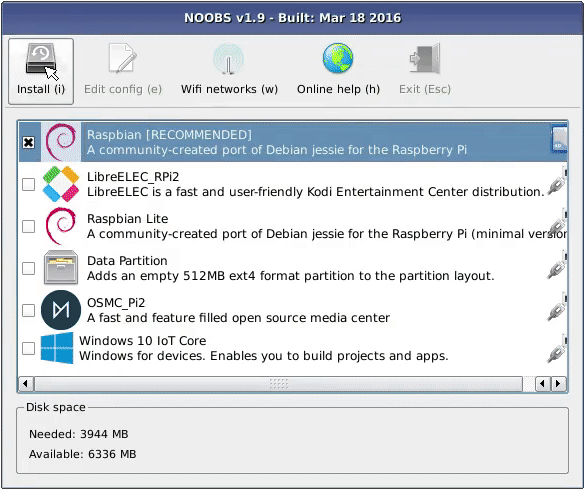 NOOBS v1.9 - Built: Mar 18 2016
Install (i) Edit config (e) Wifi networks (w) Online help (h) Exit (Esc)
Raspbian [RECOMMENDED]
A community-created port of Debian jessie for the Raspberry Pi
LibreELEC_RPi2
LibreELEC is a fast and user-friendly Kodi Entertainment Center distribution.
Raspbian Lite
A community-created port of Debian jessie for the Raspberry Pi (minimal version
Data Partition
Adds an empty 512MB ext4 format partition to the partition layout.
OSMC_Pi2
A fast and feature filled open source media center
Windows 10 IoT Core
Windows for devices. Enables you to build projects and apps.
Disk space
Needed: 3944 MB
Available: 6336 MB